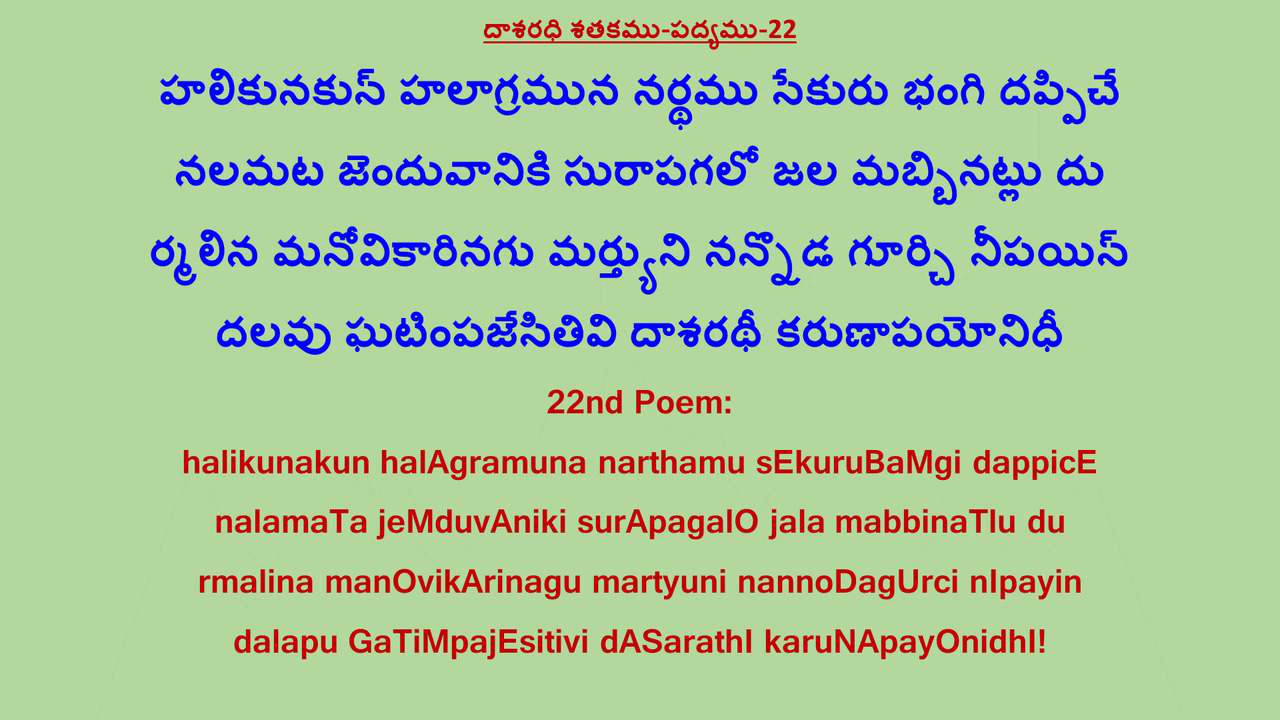 దాశరధి శతకము-పద్యము-22
హలికునకున్ హలాగ్రమున నర్థము సేకురు భంగి దప్పిచే
నలమట జెందువానికి సురాపగలో జల మబ్బినట్లు దు
ర్మలిన మనోవికారినగు మర్త్యుని నన్నొడ గూర్చి నీపయిన్
దలవు ఘటింపజేసితివి దాశరథీ కరుణాపయోనిధీ
22nd Poem:
halikunakun halAgramuna narthamu sEkuruBaMgi dappicE
nalamaTa jeMduvAniki surApagalO jala mabbinaTlu du
rmalina manOvikArinagu martyuni nannoDagUrci nIpayin
dalapu GaTiMpajEsitivi dASarathI karuNApayOnidhI!